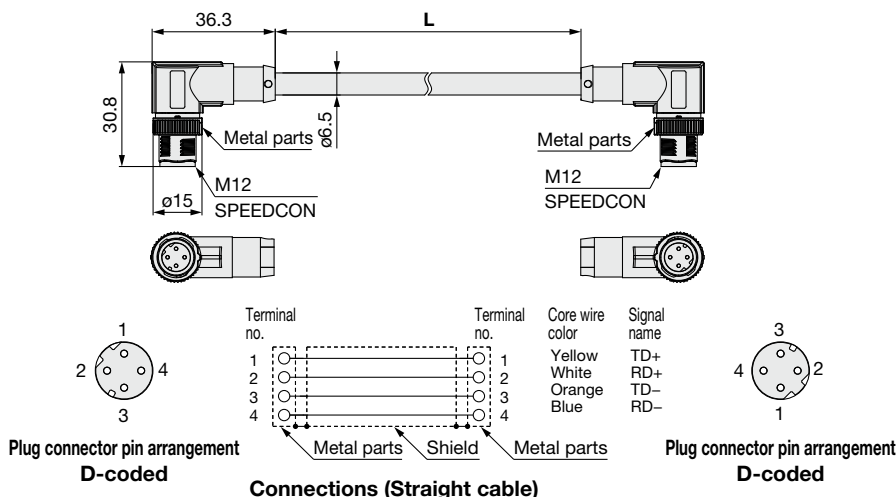 36.3
L
30.8
ø6.5
Metal parts
Metal parts
M12
SPEEDCON
M12
SPEEDCON
ø15
Terminal no.
Terminal no.
Core wire color
Signal name
1 1 Yellow TD+
2 2 White RD+
3 3 Orange TD−
4 4 Blue RD−
Metal parts
Shield
Metal parts
Connections (Straight cable)
1
2 4
3
Plug connector pin arrangement
D-coded
3
4 2
1
Plug connector pin arrangement
D-coded